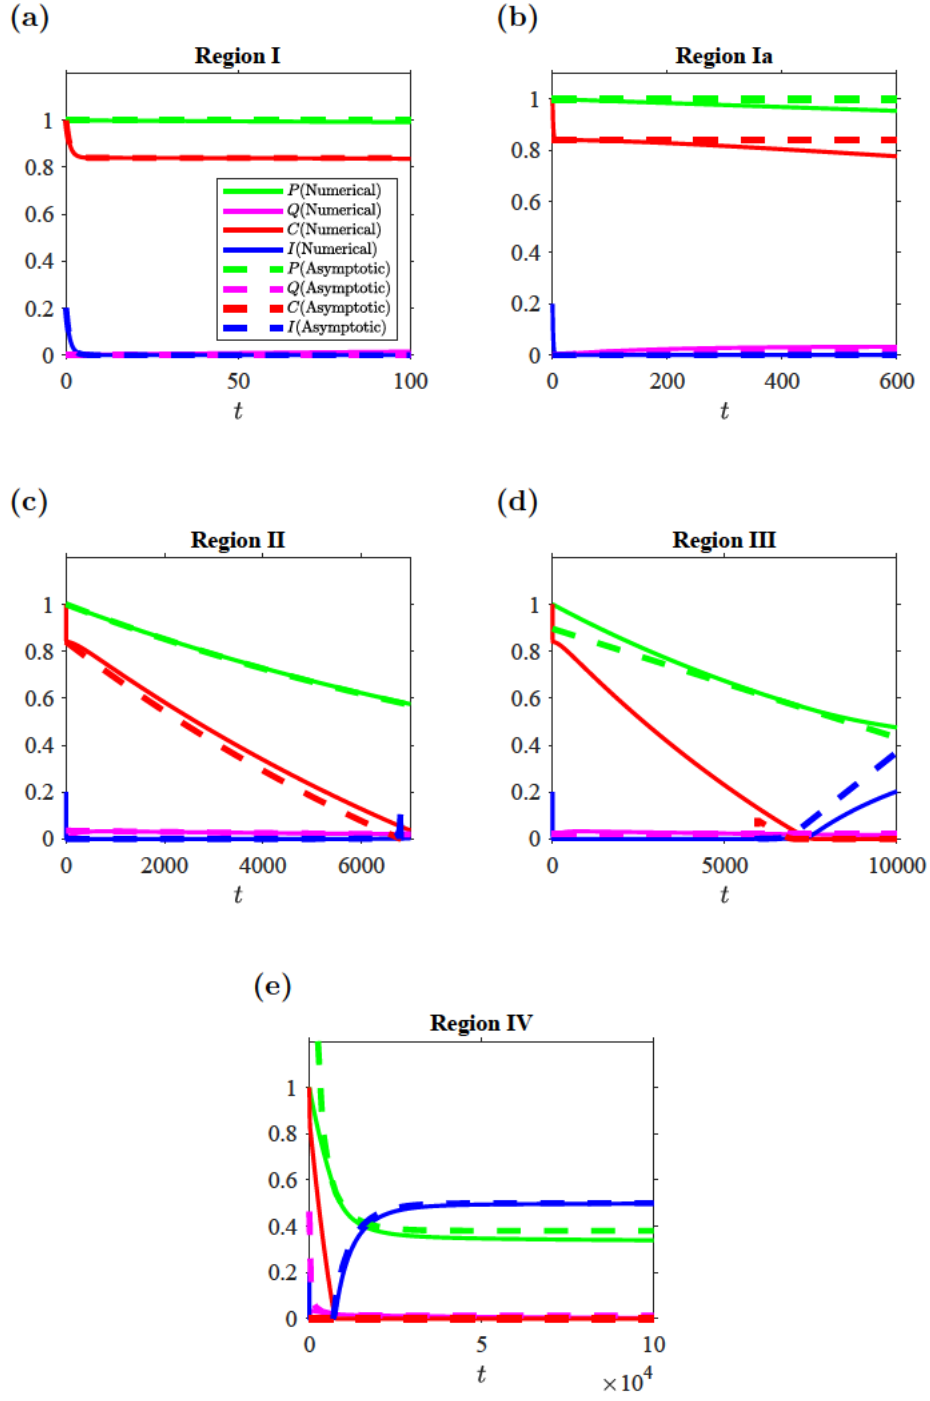 (a)
Region I
1
0.8
0.6
0.4
0.2
0
0 50 100
t
P(Numerical)
Q(Numerical)
C(Numerical)
I(Numerical)
P(Asymptotic)
Q(Asymptotic)
C(Asymptotic)
I(Asymptotic)
(b)
Region Ia
1
0.8
0.6
0.4
0.2
0
0 200 400 600
t
(c)
Region II
1
0.8
0.6
0.4
0.2
0
0 2000 4000 6000
t
(d)
Region III
1
0.8
0.6
0.4
0.2
0
0 5000 10000
t
(e)
Region IV
1
0.8
0.6
0.4
0.2
0
0 5 10
t
×10⁴